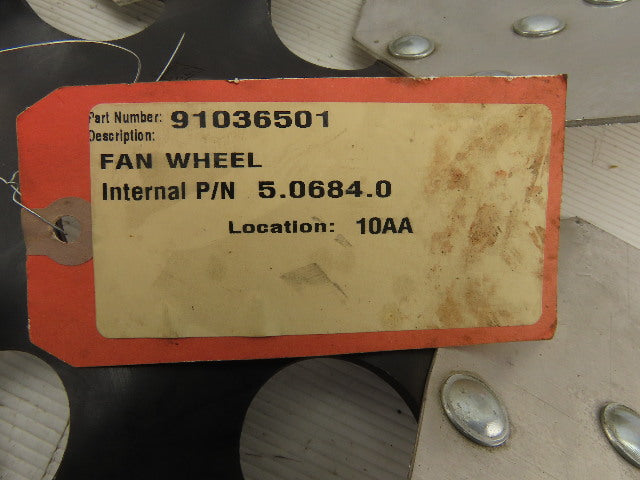 Part Number: 91036501
Description:
FAN WHEEL
Internal P/N 5.0684.0
Location: 10AA